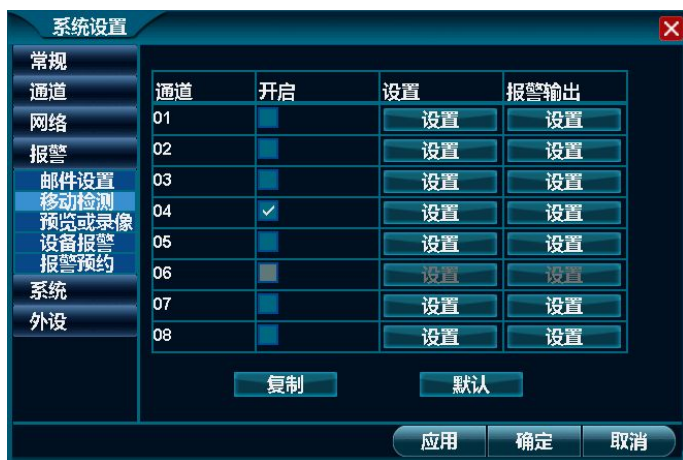 系统设置
常规
通道
网络
报警
邮件设置
移动检测
预览或录像
设备报警
报警预约
系统
外设
通道 开启 设置 报警输出
01 设置 设置
02 设置 设置
03 设置 设置
04 设置 设置
05 设置 设置
06 设置 设置
07 设置 设置
08 设置 设置
复制 默认
应用 确定 取消